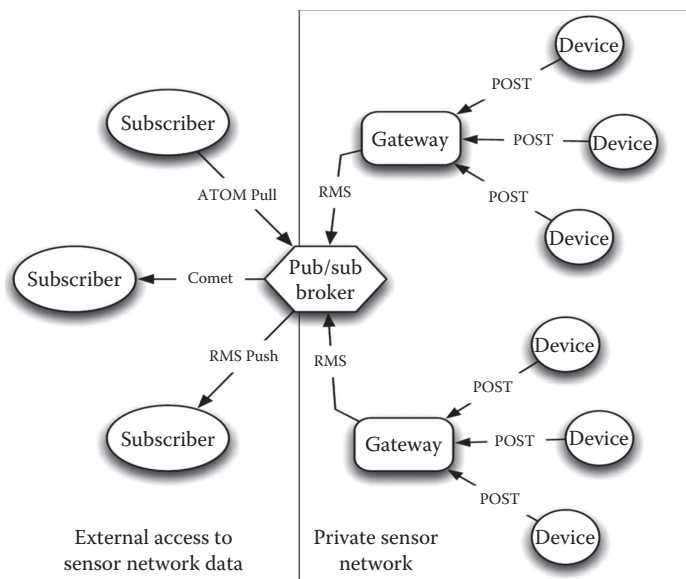 Device
POST
Subscriber
Gateway
POST
Device
ATOM Pull
RMS
POST
Device
Subscriber
Comet
Pub/sub
broker
Device
RMS Push
RMS
POST
Subscriber
Gateway
POST
Device
POST
Device
External access to
sensor network data
Private sensor
network